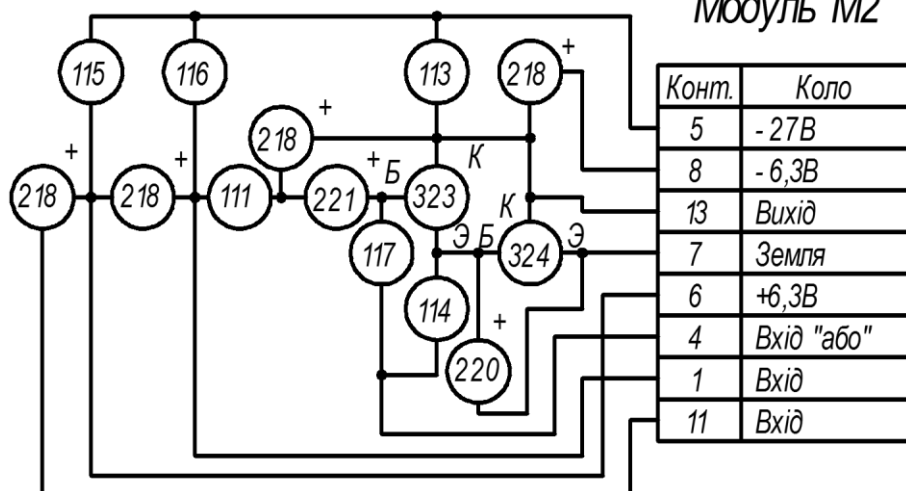 Модуль М2
115 116 113 218 +
Конт. Коло
5 - 27В
8 - 6,3В
13 Вихід
7 Земля
6 +6,3В
4 Вхід "або"
1 Вхід
11 Вхід
218 +
218 + 218 + 111 221 + Б 323 К
117 Э Б 324 К Э
114
220 +